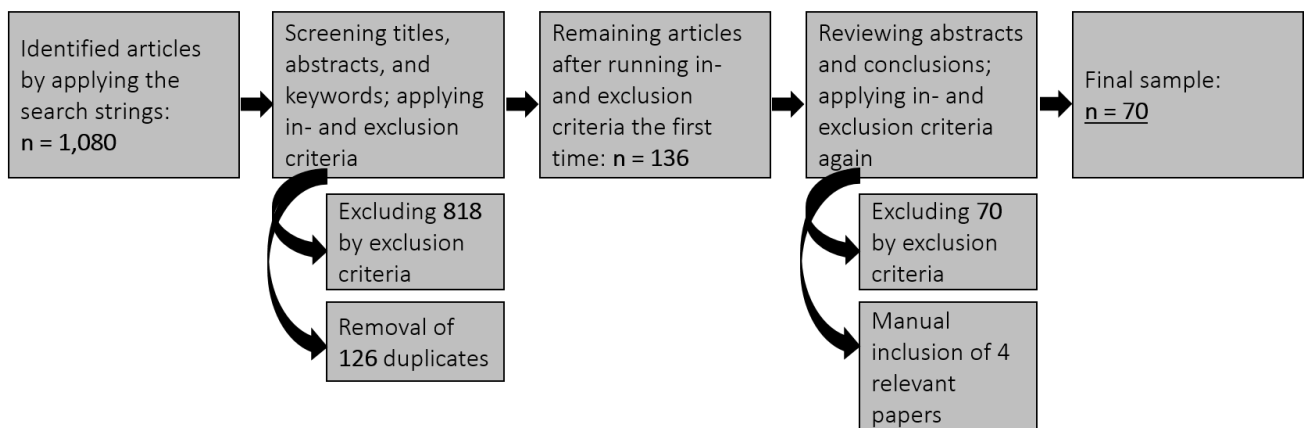 Identified articles
by applying the
search strings:
n = 1,080
Screening titles,
abstracts, and
keywords; applying
in- and exclusion
criteria
Remaining articles
after running in-
and exclusion
criteria the first
time: n = 136
Reviewing abstracts
and conclusions;
applying in- and
exclusion criteria
again
Final sample:
n = 70
Excluding 818
by exclusion
criteria
Removal of
126 duplicates
Excluding 70
by exclusion
criteria
Manual
inclusion of 4
relevant
papers